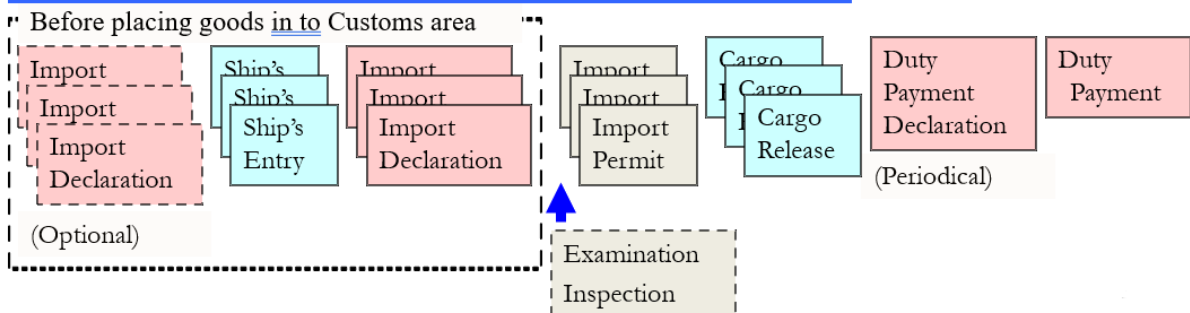 Before placing goods in to Customs area
Import
Import
Import
Declaration
(Optional)
Ship's
Ship's
Ship's
Entry
Import
Import
Import
Declaration
Import
Import
Import
Permit
Examination
Inspection
Cargo
Cargo
Cargo
Release
Duty
Payment
Declaration
(Periodical)
Duty
Payment